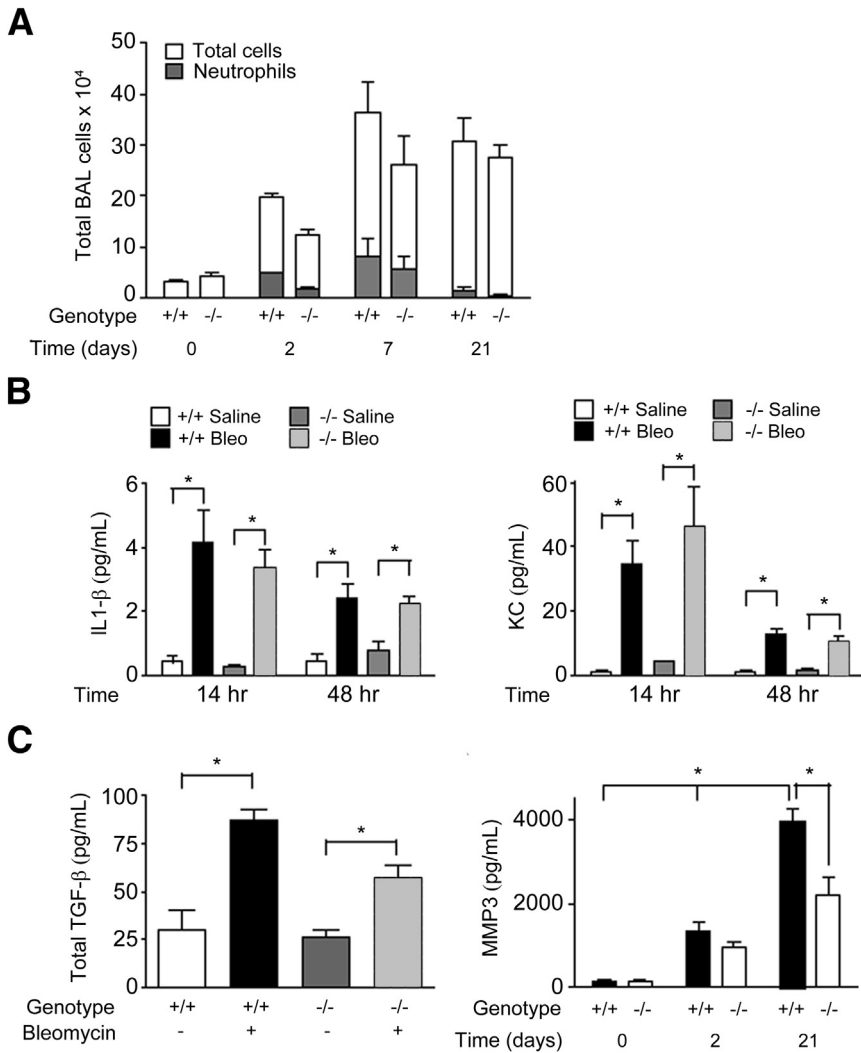 A
50
40
30
20
10
0
Total BAL cells x 10⁴
Total cells
Neutrophils
Genotype +/+ -/- +/+ -/- +/+ -/- +/+ -/-
Time (days) 0 2 7 21
B
+/+ Saline -/- Saline
+/+ Bleo -/- Bleo
6
4
2
0
IL1-β (pg/mL)
* * * *
Time 14 hr 48 hr
+/+ Saline -/- Saline
+/+ Bleo -/- Bleo
60
40
20
0
KC (pg/mL)
* * * *
Time 14 hr 48 hr
C
100
75
50
25
0
Total TGF-β (pg/mL)
* *
Genotype +/+ +/+ -/- -/-
Bleomycin - + - +
4000
2000
0
MMP3 (pg/mL)
* *
Genotype +/+ -/- +/+ -/- +/+ -/-
Time (days) 0 2 21